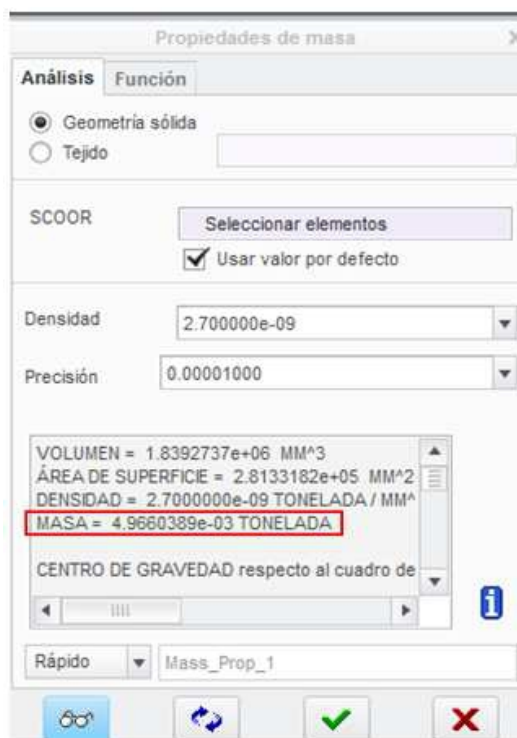 Propiedades de masa
Análisis Función
Geometría sólida
Tejido
SCOOR
Seleccionar elementos
Usar valor por defecto
Densidad
2.700000e-09
Precisión
0.00001000
VOLUMEN = 1.8392737e+06 MM^3
ÁREA DE SUPERFICIE = 2.8133182e+05 MM^2
DENSIDAD = 2.7000000e-09 TONELADA / MM^
MASA = 4.9660389e-03 TONELADA
CENTRO DE GRAVEDAD respecto al cuadro de
Rápido Mass_Prop_1